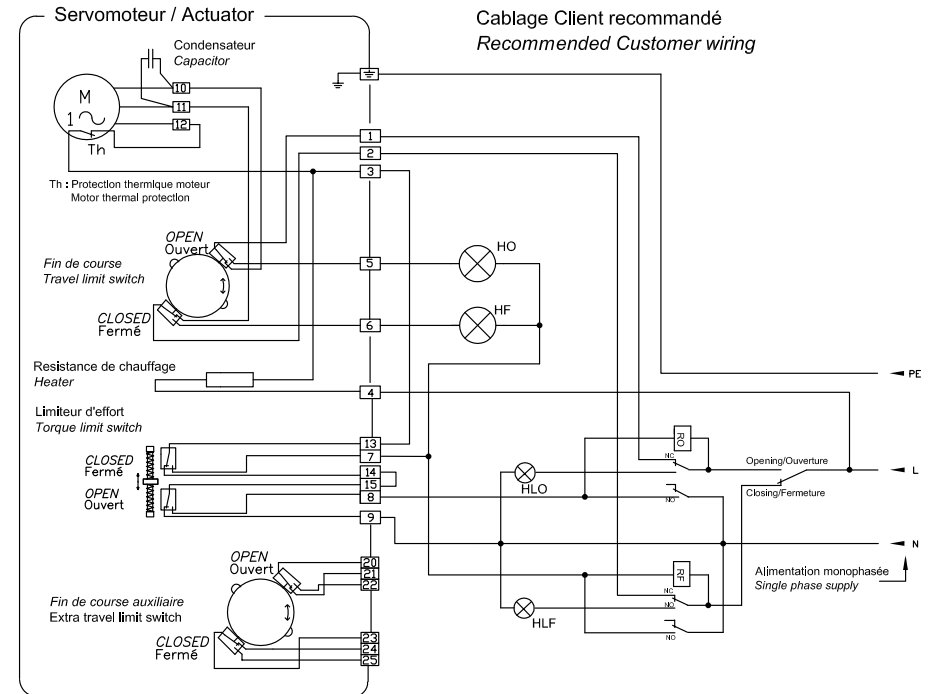 Servomoteur / Actuator
Cablage Client recommandé
Recommended Customer wiring
Condensateur
Capacitor
M
1
Th
10
11
12
Th : Protection thermique moteur
Motor thermal protection
1
2
3
OPEN
Ouvert
Fin de course
Travel limit switch
CLOSED
Fermé
5
HO
6
HF
Resistance de chauffage
Heater
4
PE
Limiteur d'effort
Torque limit switch
CLOSED
Fermé
OPEN
Ouvert
13
7
14
15
8
9
RO
NC
HLO
NO
Opening/Ouverture
Closing/Fermeture
L
N
OPEN
Ouvert
20
21
22
Fin de course auxiliaire
Extra travel limit switch
CLOSED
Fermé
23
24
25
RF
NC
NO
HLF
NO
Alimentation monophasée
Single phase supply